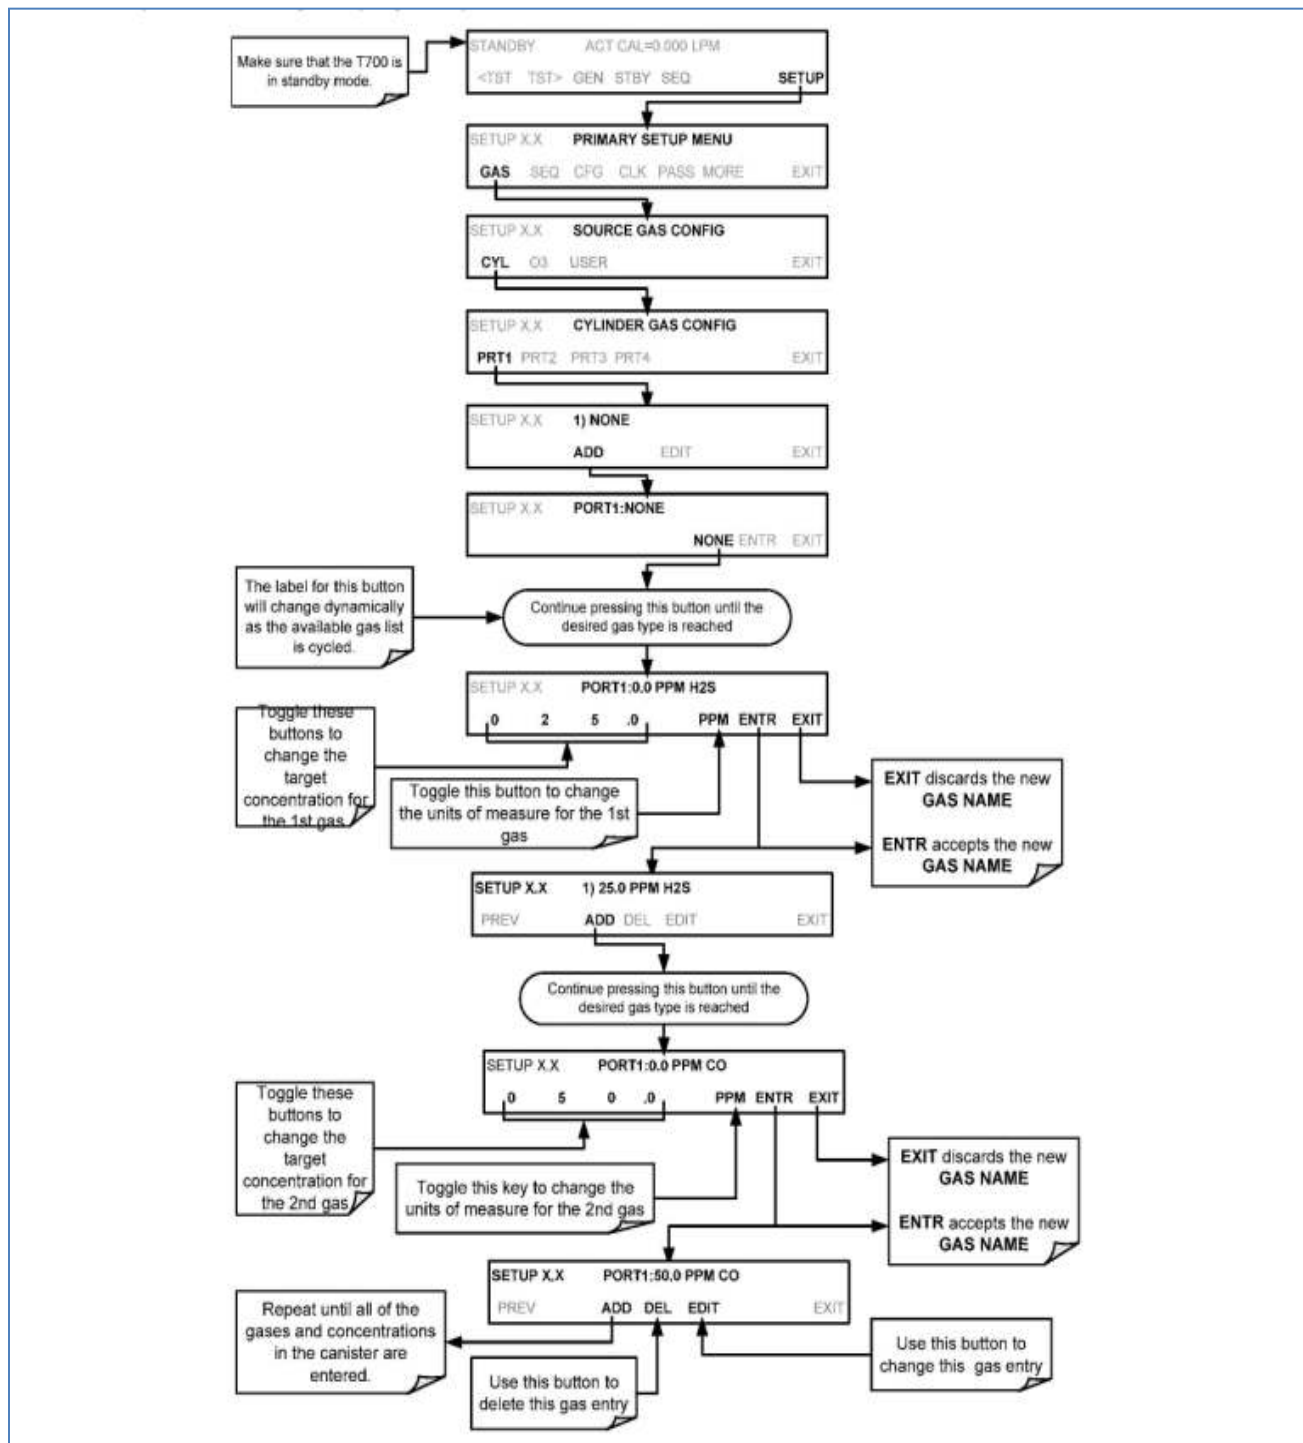 Make sure that the T700 is
in standby mode.
STANDBY ACT CAL=0.000 LPM
<TST TST> GEN STBY SEQ SETUP
SETUP X.X PRIMARY SETUP MENU
GAS SEQ CFG CLK PASS MORE EXIT
SETUP X.X SOURCE GAS CONFIG
CYL O3 USER EXIT
SETUP X.X CYLINDER GAS CONFIG
PRT1 PRT2 PRT3 PRT4 EXIT
SETUP X.X 1) NONE
ADD EDIT EXIT
SETUP X.X PORT1:NONE
NONE ENTR EXIT
The label for this button
will change dynamically
as the available gas list
is cycled.
Continue pressing this button until the
desired gas type is reached
SETUP X.X PORT1:0.0 PPM H2S
0 2 5 .0 PPM ENTR EXIT
Toggle these
buttons to
change the
target
concentration for
the 1st gas
Toggle this button to change
the units of measure for the 1st
gas
EXIT discards the new
GAS NAME
ENTR accepts the new
GAS NAME
SETUP X.X 1) 25.0 PPM H2S
PREV ADD DEL EDIT EXIT
Continue pressing this button until the
desired gas type is reached
SETUP X.X PORT1:0.0 PPM CO
0 5 0 .0 PPM ENTR EXIT
Toggle these
buttons to
change the
target
concentration for
the 2nd gas
Toggle this key to change the
units of measure for the 2nd gas
EXIT discards the new
GAS NAME
ENTR accepts the new
GAS NAME
SETUP X.X PORT1:50.0 PPM CO
PREV ADD DEL EDIT EXIT
Repeat until all of the
gases and concentrations
in the canister are
entered.
Use this button to
delete this gas entry
Use this button to
change this gas entry